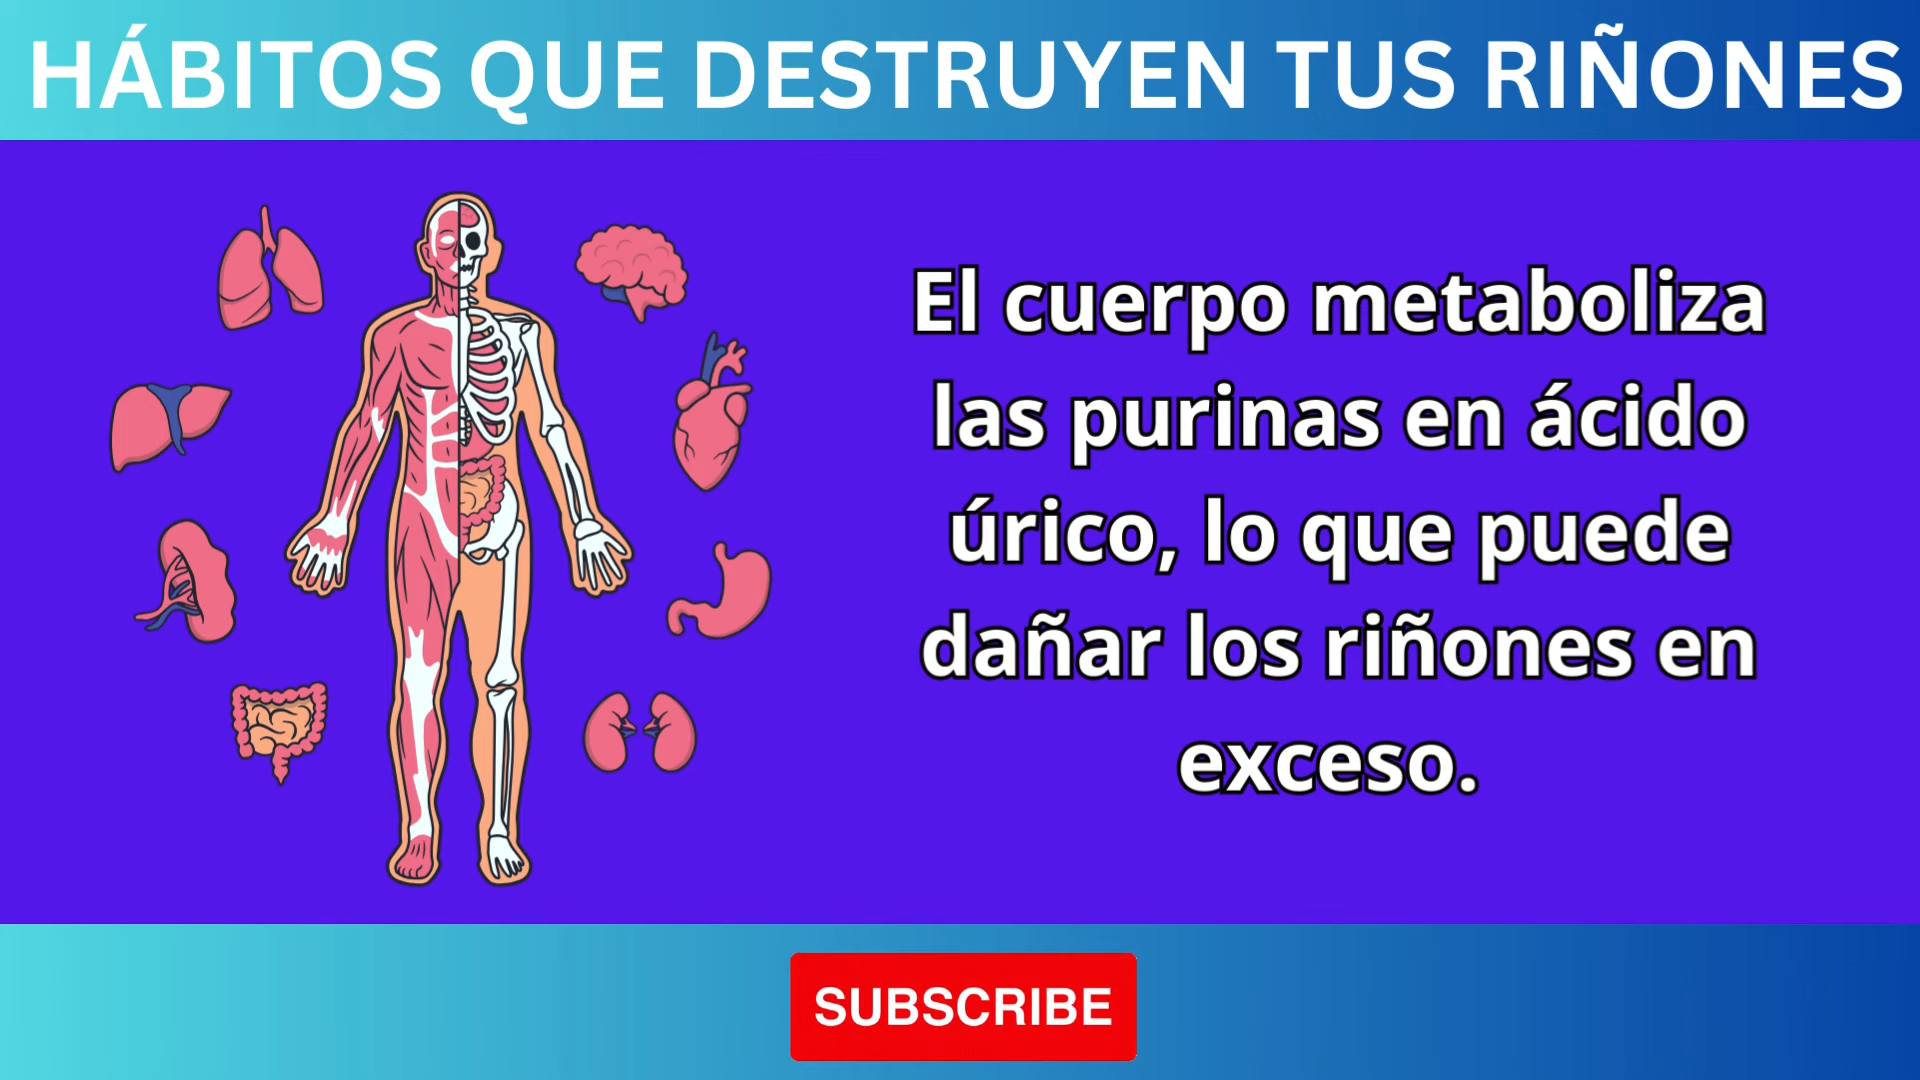 HÁBITOS QUE DESTRUYEN TUS RIÑONES
El cuerpo metaboliza
las purinas en ácido
úrico, lo que puede
dañar los riñones en
exceso.
SUBSCRIBE